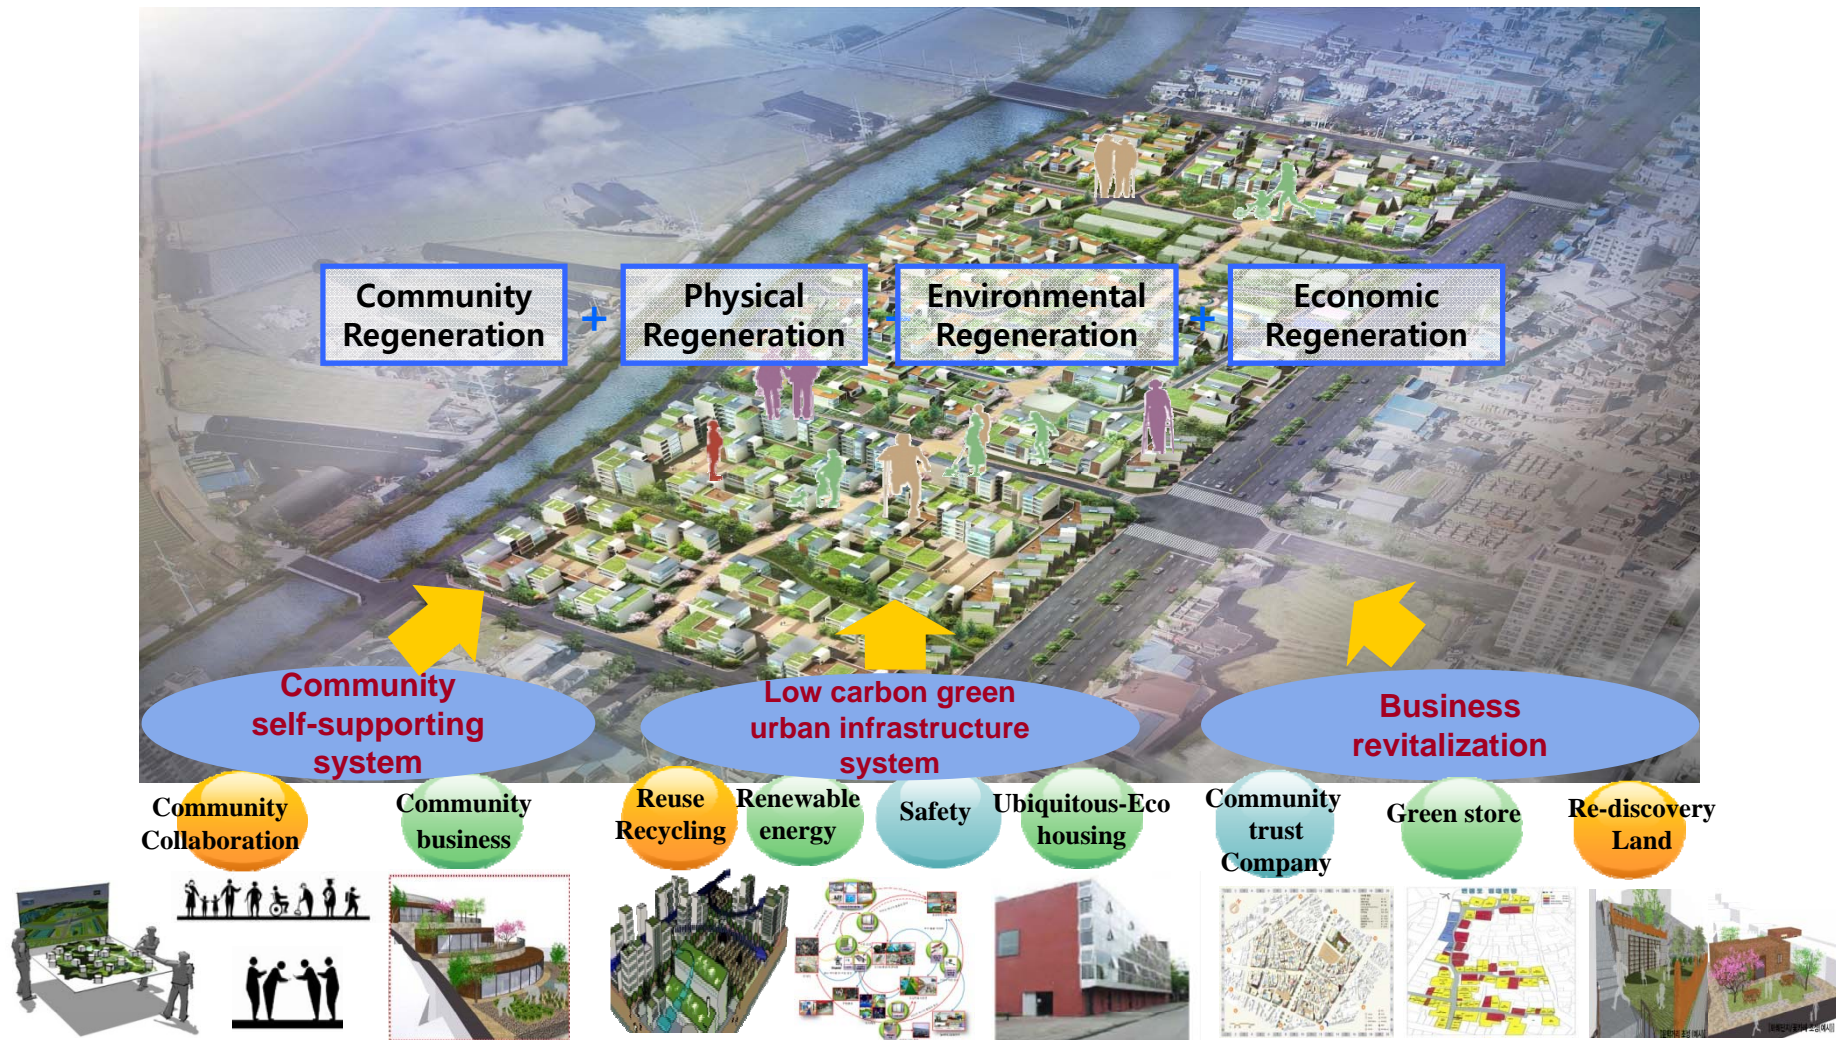 Community
Regeneration
+
Physical
Regeneration
Environmental
Regeneration
+
Economic
Regeneration
Community
self-supporting
system
Low carbon green
urban infrastructure
system
Business
revitalization
Community
Collaboration
Community
business
Reuse
Recycling
Renewable
energy
Safety
Ubiquitous-Eco
housing
Community
trust
Company
Green store
Re-discovery
Land